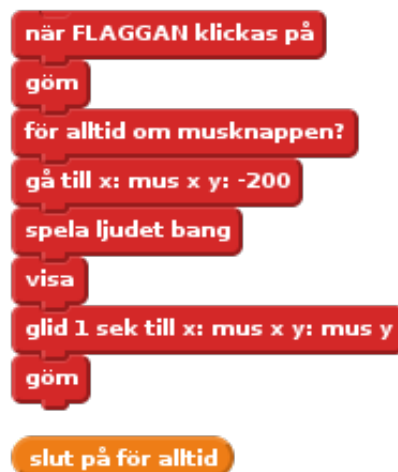 när FLAGGAN klickas på
göm
för alltid om musknappen?
gå till x: mus x y: -200
spela ljudet bang
visa
glid 1 sek till x: mus x y: mus y
göm
slut på för alltid